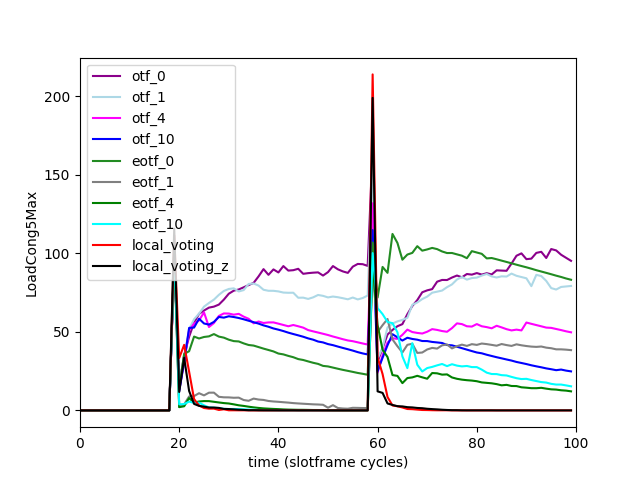 otf_0
otf_1
otf_4
otf_10
eotf_0
eotf_1
eotf_4
eotf_10
local_voting
local_voting_z
LoadCong5Max
200
150
100
50
0
0 20 40 60 80 100
time (slotframe cycles)